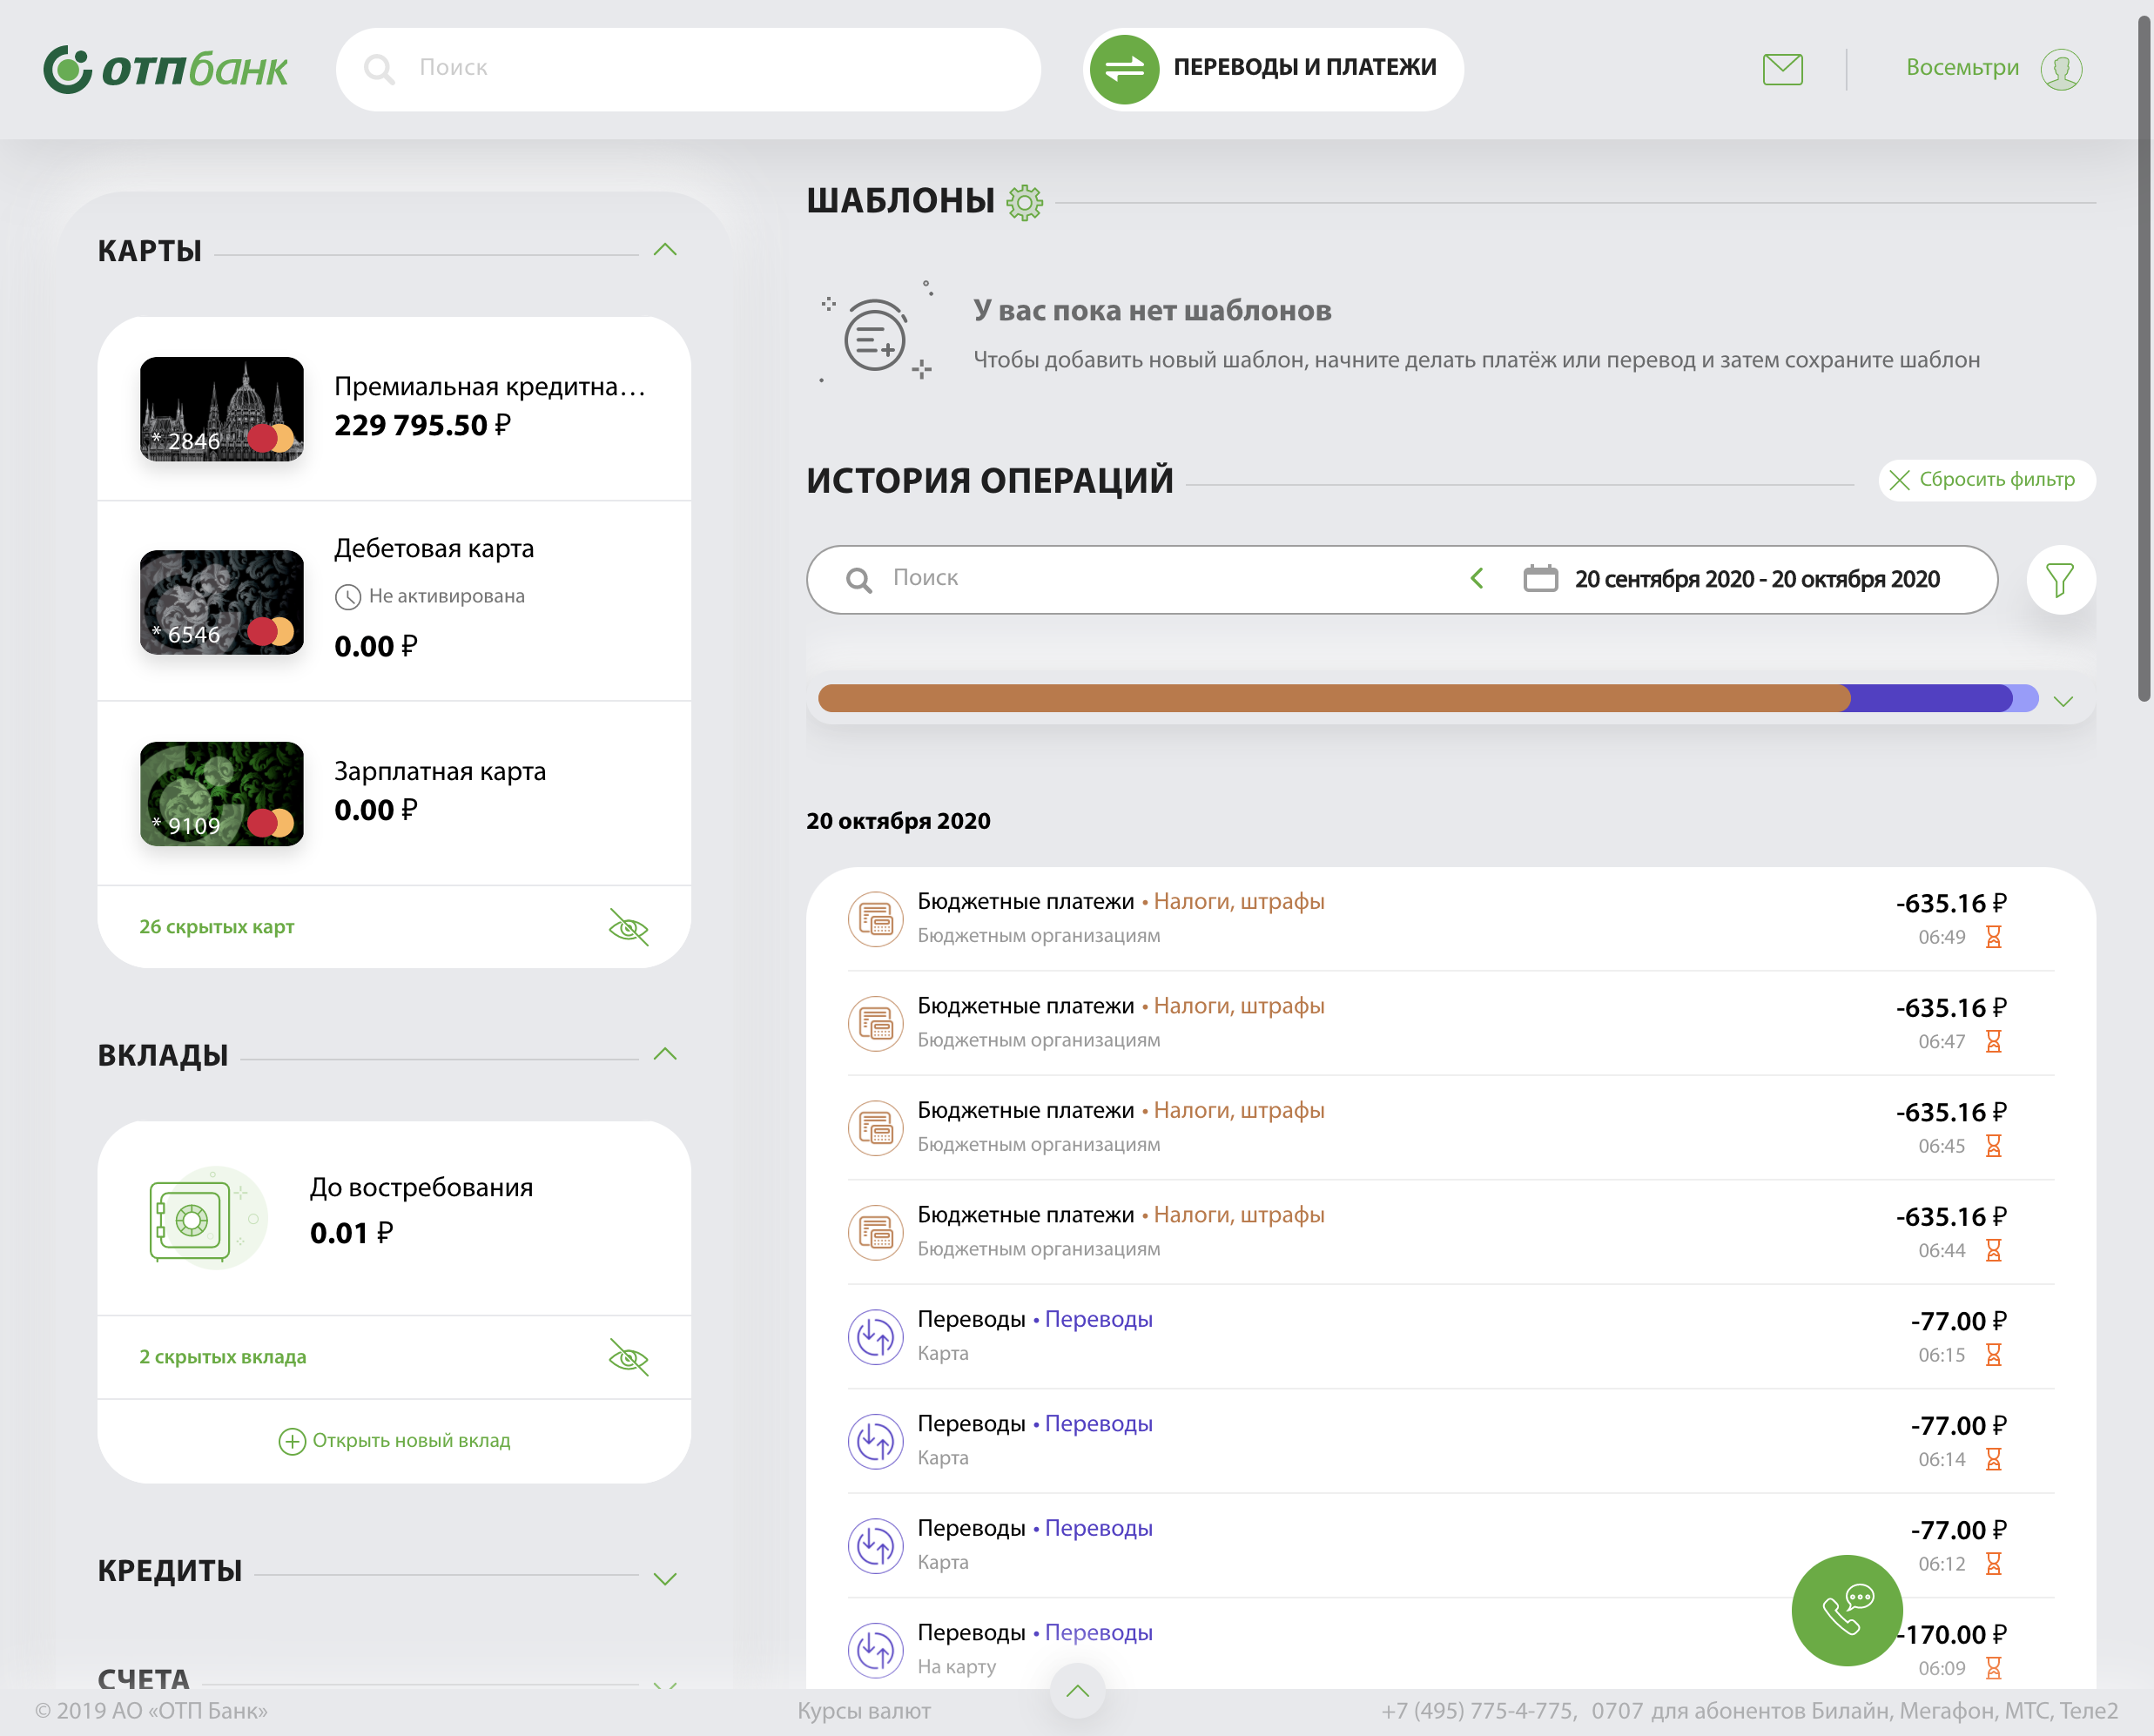 ОТПбанк
Поиск
ПЕРЕВОДЫ И ПЛАТЕЖИ
Восемьтри
КАРТЫ
* 2846
Премиальная кредитна...
229 795.50 ₽
* 6546
Дебетовая карта
Не активирована
0.00 ₽
* 9109
Зарплатная карта
0.00 ₽
26 скрытых карт
ВКЛАДЫ
До востребования
0.01 ₽
2 скрытых вклада
Открыть новый вклад
КРЕДИТЫ
СЧЕТА
ШАБЛОНЫ
У вас пока нет шаблонов
Чтобы добавить новый шаблон, начните делать платёж или перевод и затем сохраните шаблон
ИСТОРИЯ ОПЕРАЦИЙ
Сбросить фильтр
Поиск
20 сентября 2020 - 20 октября 2020
20 октября 2020
Бюджетные платежи • Налоги, штрафы
-635.16 ₽
Бюджетным организациям
06:49
Бюджетные платежи • Налоги, штрафы
-635.16 ₽
Бюджетным организациям
06:47
Бюджетные платежи • Налоги, штрафы
-635.16 ₽
Бюджетным организациям
06:45
Бюджетные платежи • Налоги, штрафы
-635.16 ₽
Бюджетным организациям
06:44
Переводы • Переводы
-77.00 ₽
Карта
06:15
Переводы • Переводы
-77.00 ₽
Карта
06:14
Переводы • Переводы
-77.00 ₽
Карта
06:12
Переводы • Переводы
-170.00 ₽
На карту
06:09
© 2019 АО «ОТП Банк»
Курсы валют
+7 (495) 775-4-775, 0707 для абонентов Билайн, Мегафон, МТС, Теле2